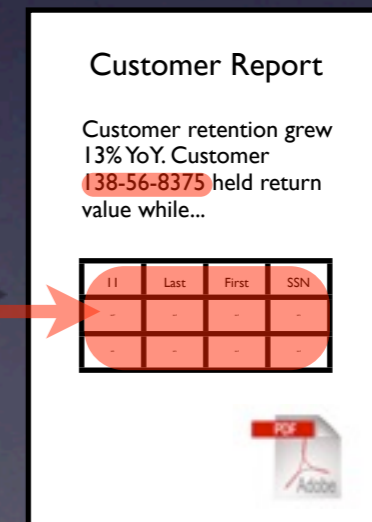 Customer Report
Customer retention grew
13% YoY. Customer
138-56-8375 held return
value while...
11 Last First SSN
- - - -
- - - -
PDF
Adobe